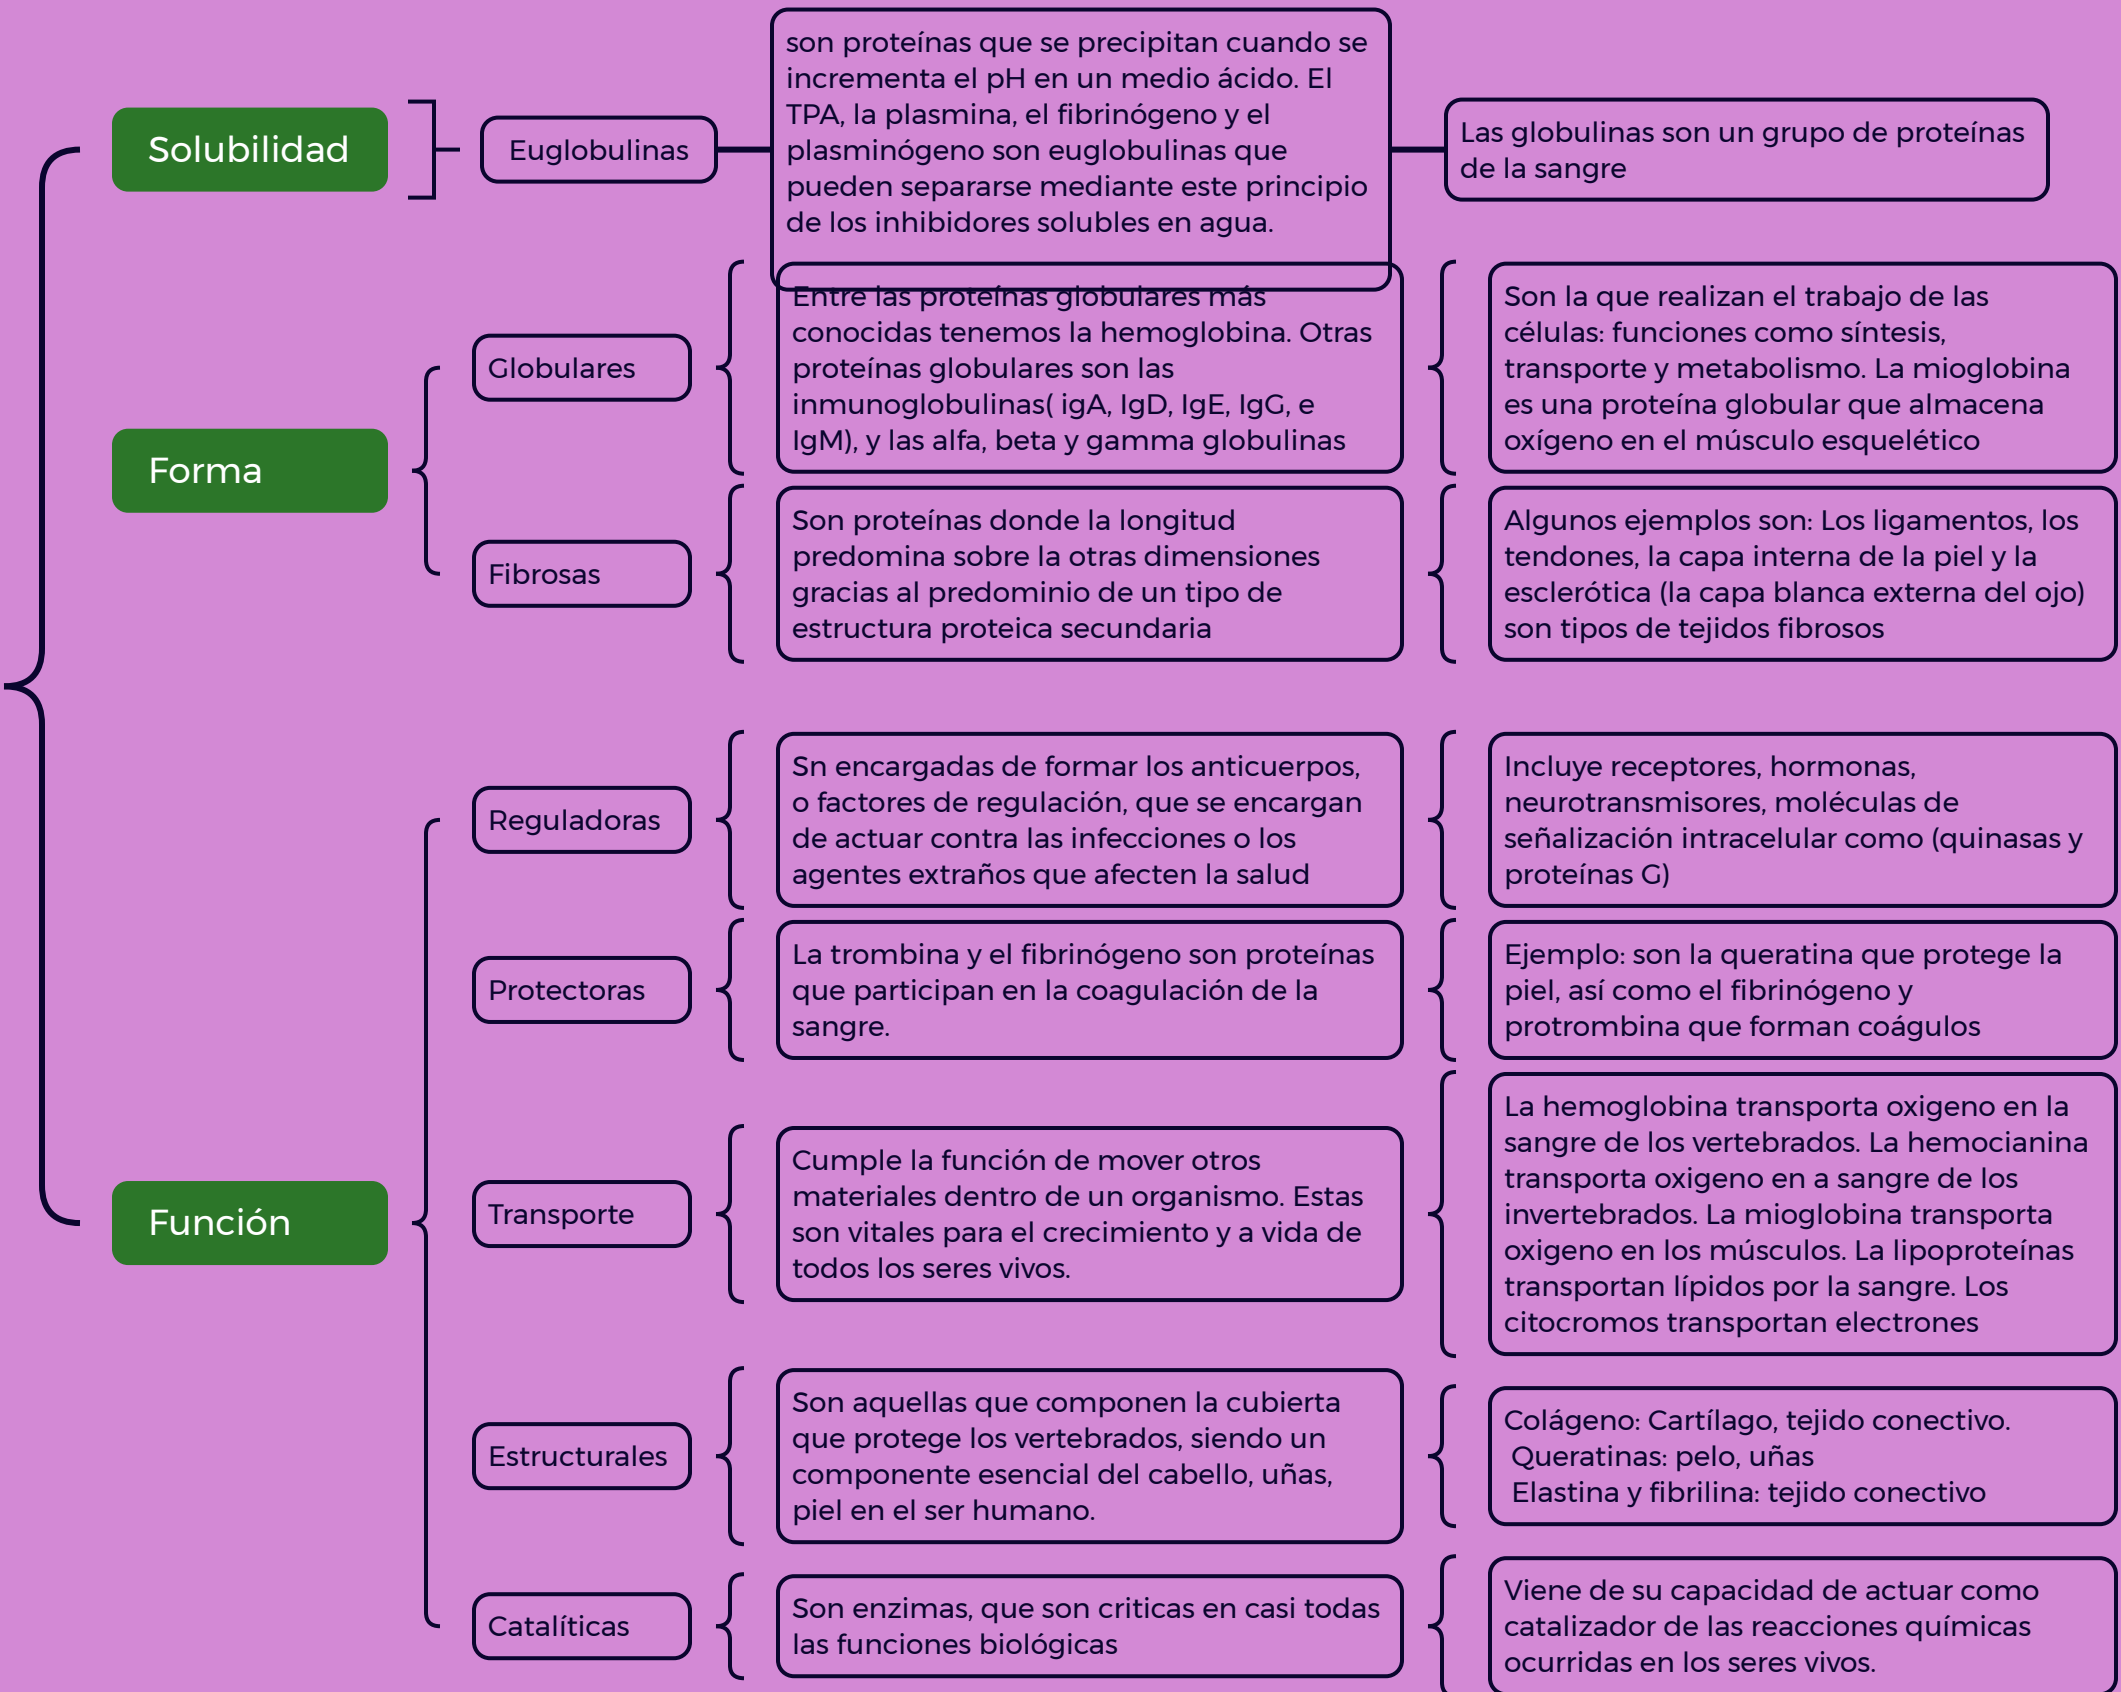 Solubilidad
Euglobulinas
son proteínas que se precipitan cuando se
incrementa el pH en un medio ácido. El
TPA, la plasmina, el fibrinógeno y el
plasminógeno son euglobulinas que
pueden separarse mediante este principio
de los inhibidores solubles en agua.
Las globulinas son un grupo de proteínas
de la sangre
Forma
Globulares
Entre las proteínas globulares más
conocidas tenemos la hemoglobina. Otras
proteínas globulares son las
inmunoglobulinas( igA, IgD, IgE, IgG, e
IgM), y las alfa, beta y gamma globulinas
Son la que realizan el trabajo de las
células: funciones como síntesis,
transporte y metabolismo. La mioglobina
es una proteína globular que almacena
oxígeno en el músculo esquelético
Fibrosas
Son proteínas donde la longitud
predomina sobre la otras dimensiones
gracias al predominio de un tipo de
estructura proteica secundaria
Algunos ejemplos son: Los ligamentos, los
tendones, la capa interna de la piel y la
esclerótica (la capa blanca externa del ojo)
son tipos de tejidos fibrosos
Función
Reguladoras
Sn encargadas de formar los anticuerpos,
o factores de regulación, que se encargan
de actuar contra las infecciones o los
agentes extraños que afecten la salud
Incluye receptores, hormonas,
neurotransmisores, moléculas de
señalización intracelular como (quinasas y
proteínas G)
Protectoras
La trombina y el fibrinógeno son proteínas
que participan en la coagulación de la
sangre.
Ejemplo: son la queratina que protege la
piel, así como el fibrinógeno y
protrombina que forman coágulos
Transporte
Cumple la función de mover otros
materiales dentro de un organismo. Estas
son vitales para el crecimiento y a vida de
todos los seres vivos.
La hemoglobina transporta oxigeno en la
sangre de los vertebrados. La hemocianina
transporta oxigeno en a sangre de los
invertebrados. La mioglobina transporta
oxigeno en los músculos. La lipoproteínas
transportan lípidos por la sangre. Los
citocromos transportan electrones
Estructurales
Son aquellas que componen la cubierta
que protege los vertebrados, siendo un
componente esencial del cabello, uñas,
piel en el ser humano.
Colágeno: Cartílago, tejido conectivo.
Queratinas: pelo, uñas
Elastina y fibrilina: tejido conectivo
Catalíticas
Son enzimas, que son criticas en casi todas
las funciones biológicas
Viene de su capacidad de actuar como
catalizador de las reacciones químicas
ocurridas en los seres vivos.